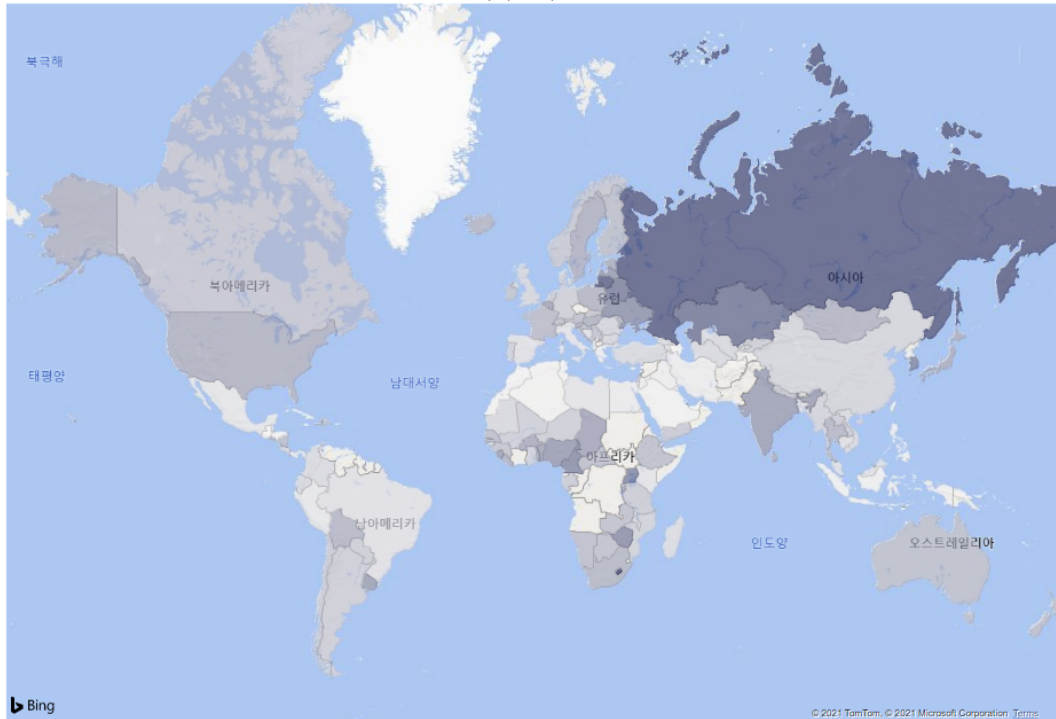 북극해
북아메리카
아시아
유럽
태평양
남대서양
아프리카
남아메리카
인도양
오스트레일리아
Bing
© 2021 TomTom, © 2021 Microsoft Corporation Terms